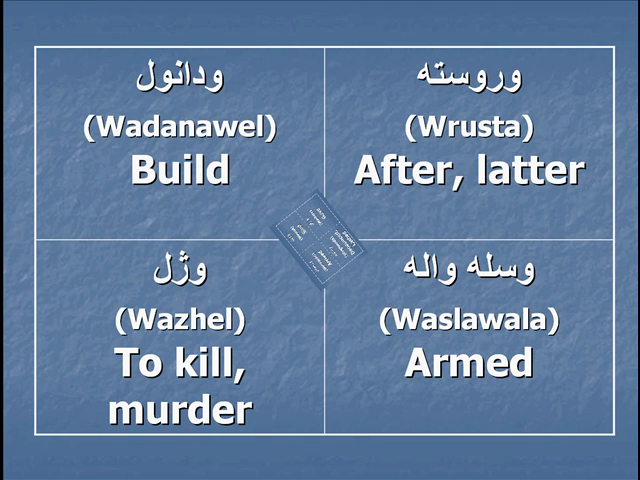 ودانول
(Wadanawel)
Build
وروسته
(Wrusta)
After, latter
وژل
(Wazhel)
To kill,
murder
وسله واله
(Waslawala)
Armed